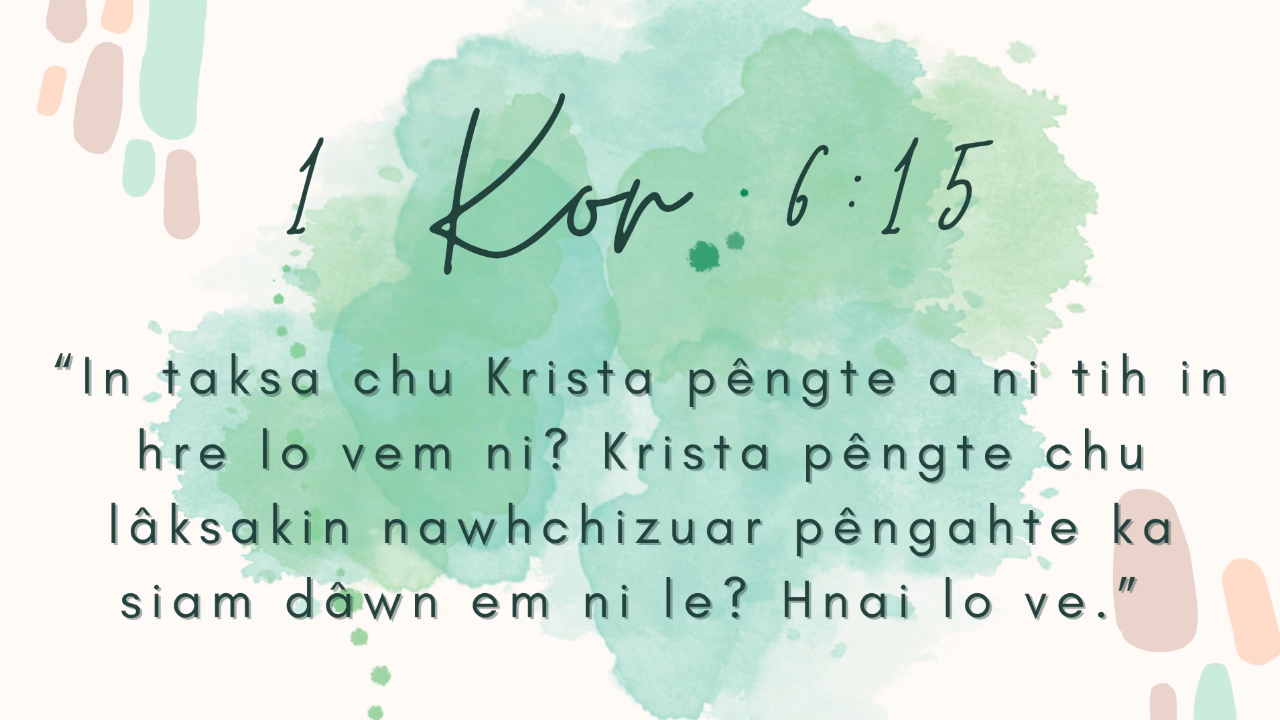 1 Kor 6:15
“In taksa chu Krista pêngte a ni tih in
hre lo vem ni? Krista pêngte chu
lâksakin nawhchizuar pêngahte ka
siam dâwn em ni le? Hnai lo ve.”